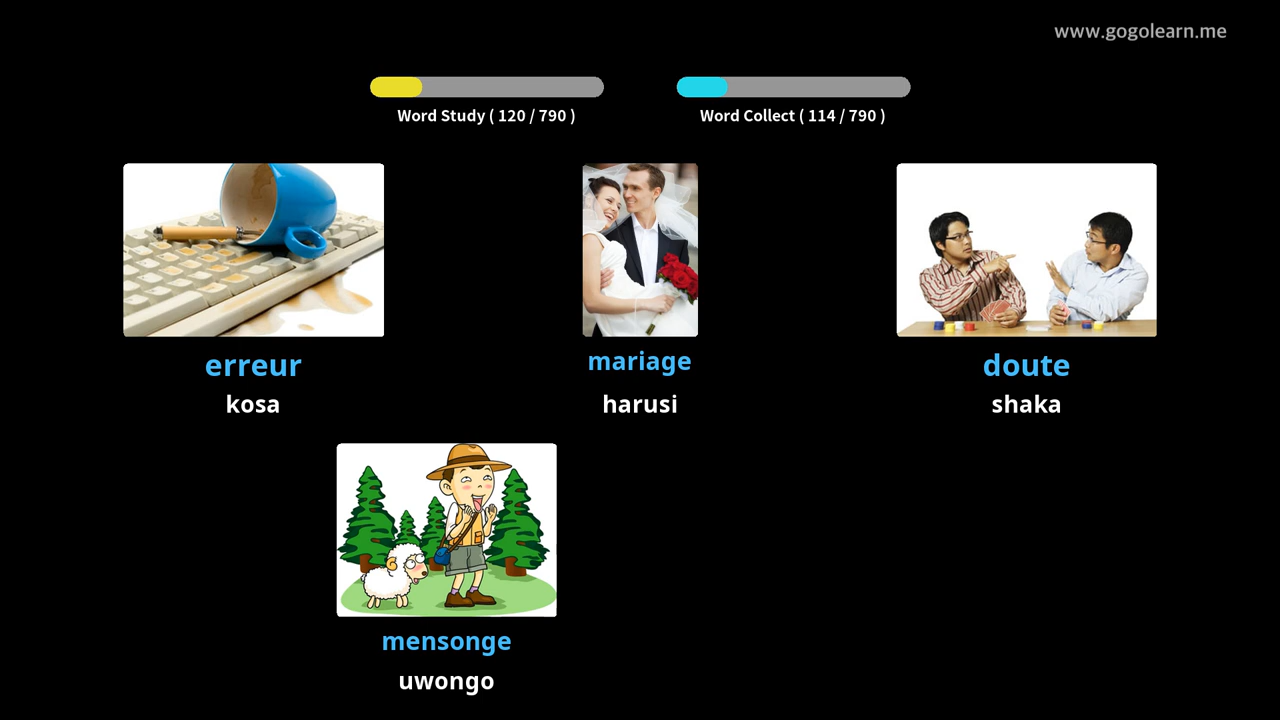 www.gogolearn.me
Word Study ( 120 / 790 )
Word Collect ( 114 / 790 )
erreur
kosa
mariage
harusi
doute
shaka
mensonge
uwongo